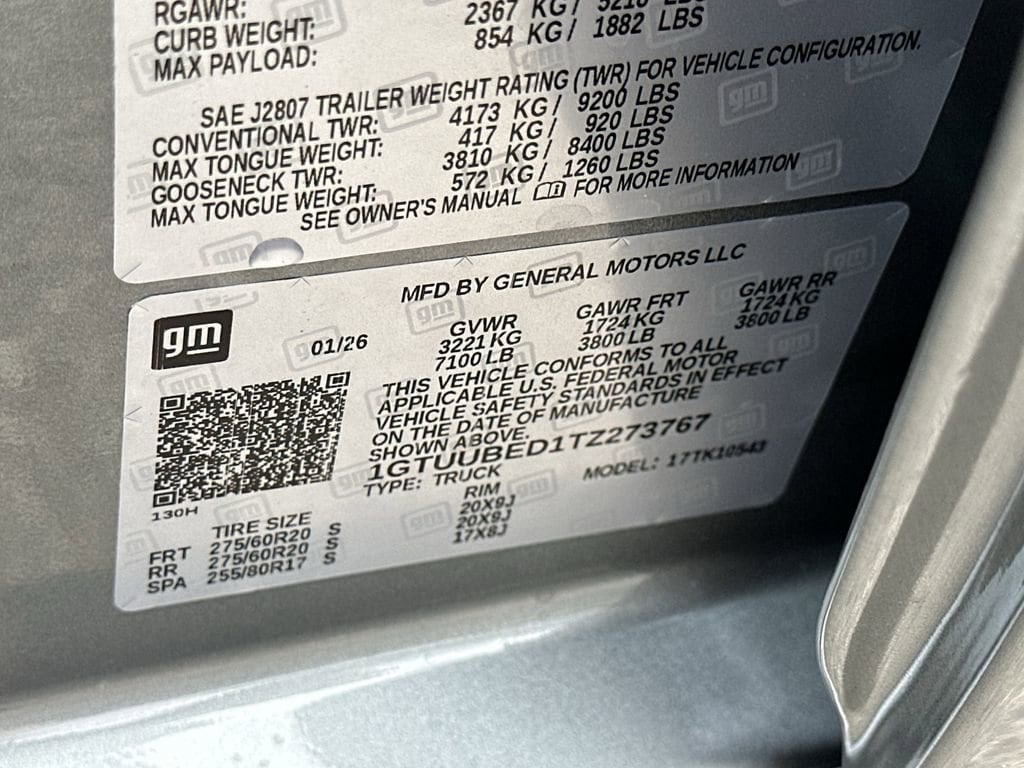 RGAWR:
CURB WEIGHT: 2367 KG / 5218 LBS
MAX PAYLOAD: 854 KG / 1882 LBS
SAE J2807 TRAILER WEIGHT RATING (TWR) FOR VEHICLE CONFIGURATION.
CONVENTIONAL TWR: 4173 KG / 9200 LBS
MAX TONGUE WEIGHT: 417 KG / 920 LBS
GOOSENECK TWR: 3810 KG / 8400 LBS
MAX TONGUE WEIGHT: 572 KG / 1260 LBS
SEE OWNER'S MANUAL FOR MORE INFORMATION
MFD BY GENERAL MOTORS LLC
gm 01/26
GVWR GAWR FRT GAWR RR
3221 KG 1724 KG 1724 KG
7100 LB 3800 LB 3800 LB
THIS VEHICLE CONFORMS TO ALL
APPLICABLE U.S. FEDERAL MOTOR
VEHICLE SAFETY STANDARDS IN EFFECT
ON THE DATE OF MANUFACTURE
SHOWN ABOVE.
1GTUUBED1TZ273767
TYPE: TRUCK MODEL: 17TK10543
130H
TIRE SIZE RIM
FRT 275/60R20 S 20X9J
RR 275/60R20 S 20X9J
SPA 255/80R17 S 17X8J